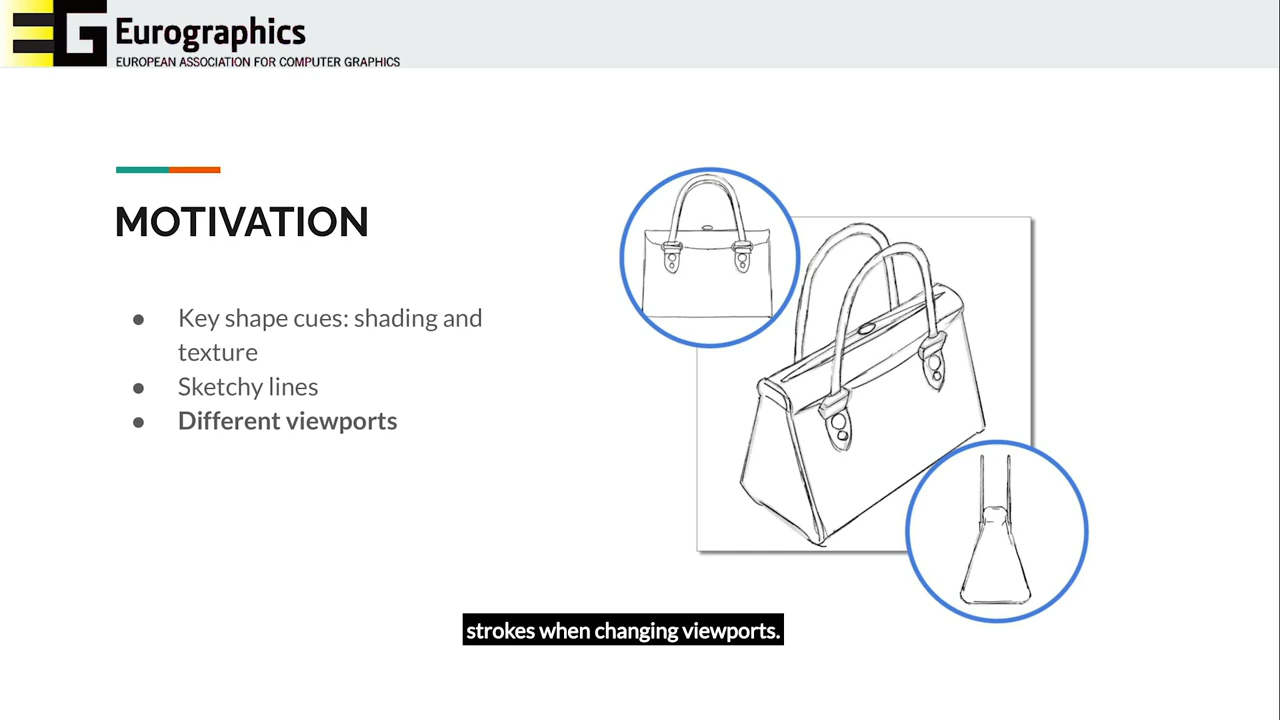 EG Eurographics
EUROPEAN ASSOCIATION FOR COMPUTER GRAPHICS
MOTIVATION
● Key shape cues: shading and
texture
● Sketchy lines
● Different viewports
strokes when changing viewports.